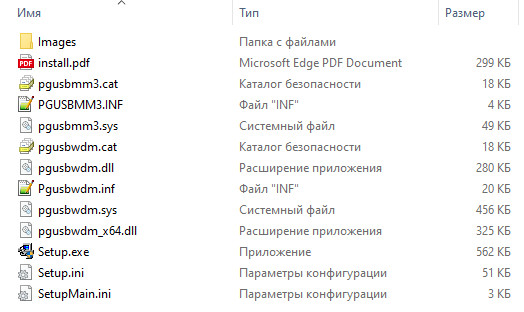 Имя Тип Размер
Images Папка с файлами
install.pdf Microsoft Edge PDF Document 299 КБ
pgusbmm3.cat Каталог безопасности 18 КБ
PGUSBMM3.INF Файл "INF" 4 КБ
pgusbmm3.sys Системный файл 49 КБ
pgusbwdm.cat Каталог безопасности 18 КБ
pgusbwdm.dll Расширение приложения 280 КБ
Pgusbwdm.inf Файл "INF" 20 КБ
pgusbwdm.sys Системный файл 456 КБ
pgusbwdm_x64.dll Расширение приложения 325 КБ
Setup.exe Приложение 562 КБ
Setup.ini Параметры конфигурации 51 КБ
SetupMain.ini Параметры конфигурации 3 КБ